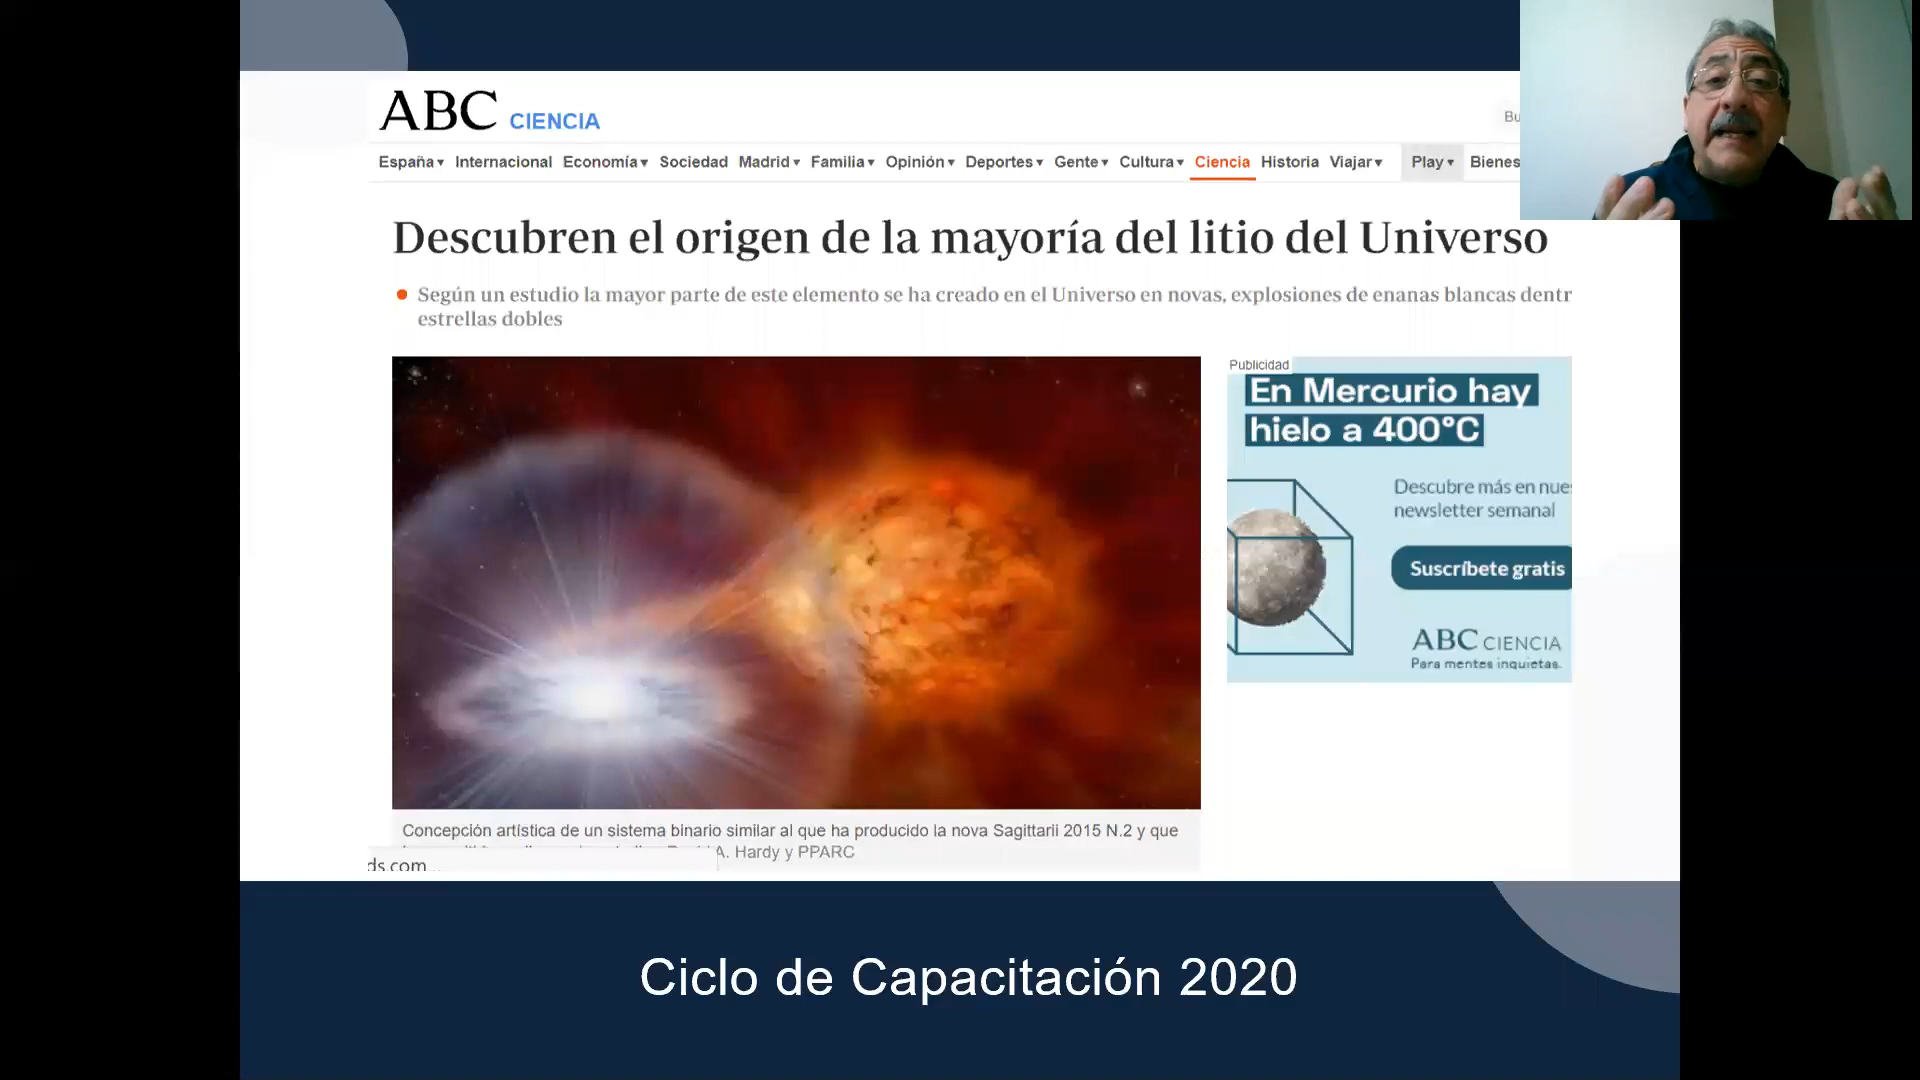 ABC CIENCIA
Bu
España Internacional Economía Sociedad Madrid Familia Opinión Deportes Gente Cultura Ciencia Historia Viajar Play Bienes
Descubren el origen de la mayoría del litio del Universo
Según un estudio la mayor parte de este elemento se ha creado en el Universo en novas, explosiones de enanas blancas dentr
estrellas dobles
Publicidad
En Mercurio hay
hielo a 400°C
Descubre más en nue
newsletter semanal
Suscríbete gratis
ABC CIENCIA
Para mentes inquietas.
Concepción artística de un sistema binario similar al que ha producido la nova Sagittarii 2015 N.2 y que
A. Hardy y PPARC
ds.com...
Ciclo de Capacitación 2020